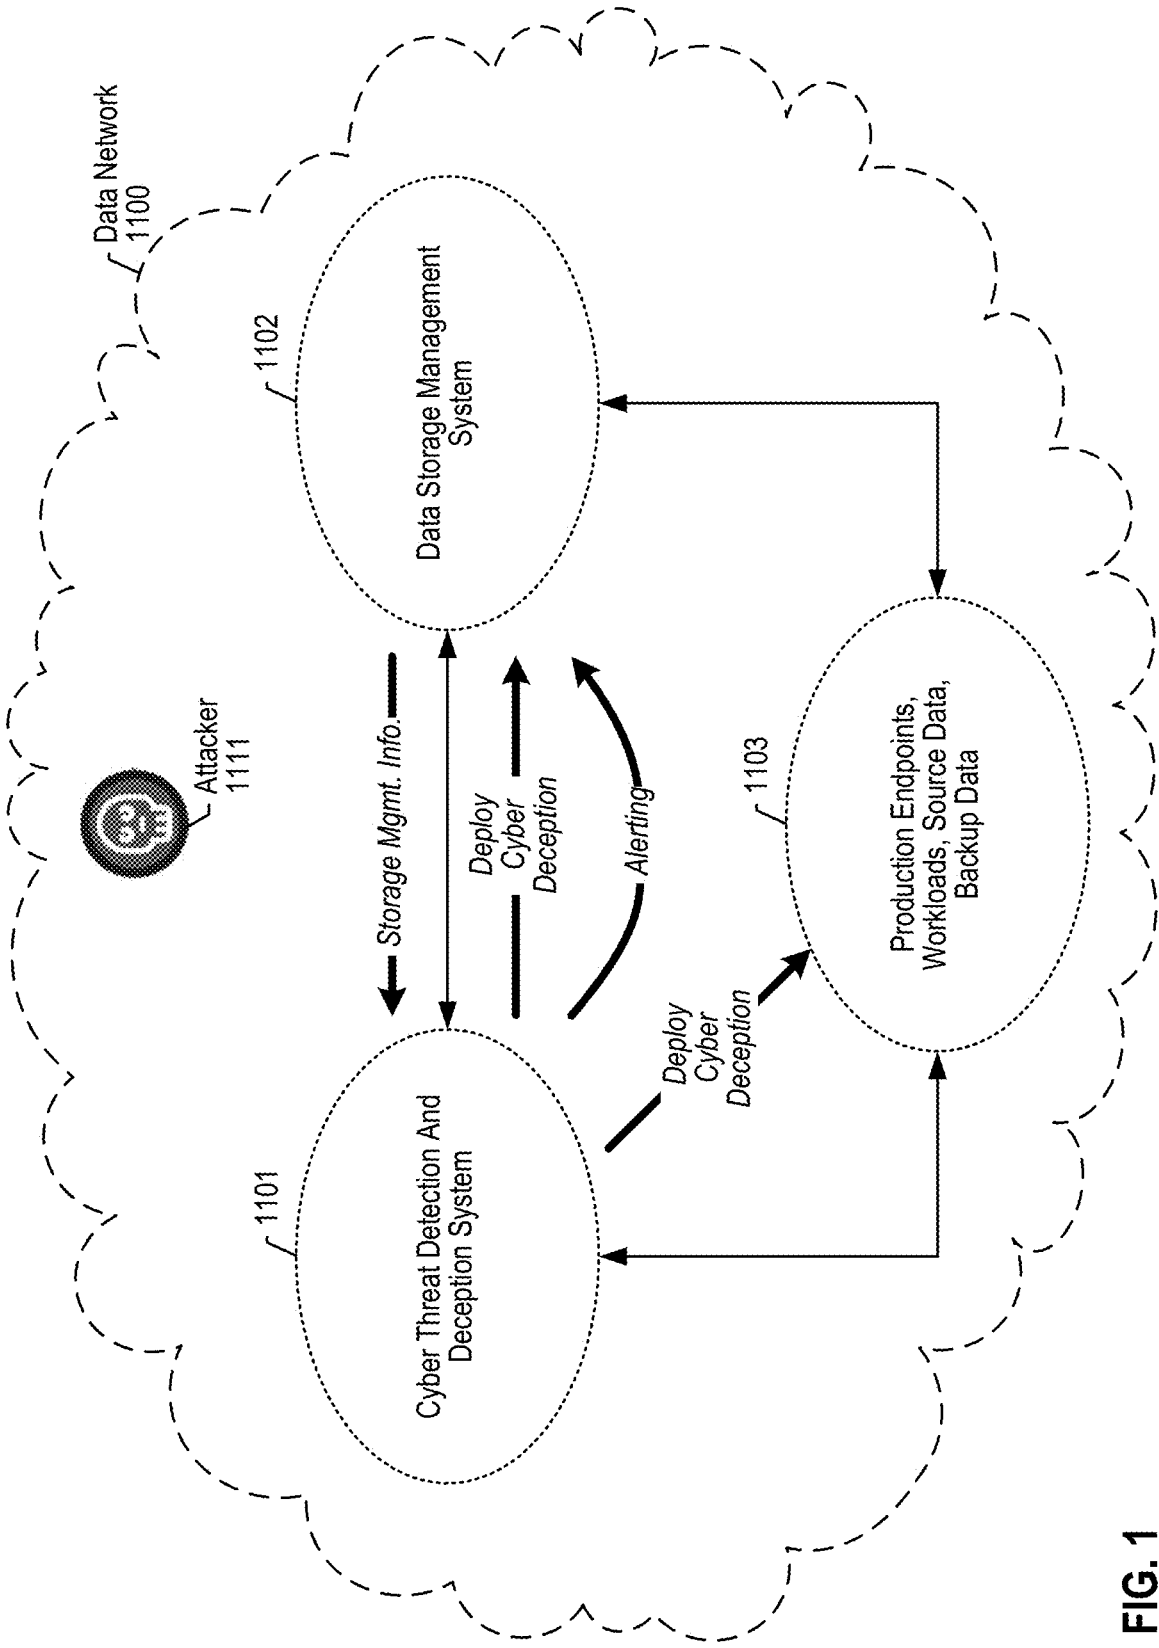 Data Network
1100
Attacker
1111
1101
Cyber Threat Detection And
Deception System
1102
Data Storage Management
System
Storage Mgmt. Info.
Deploy
Cyber
Deception
Alerting
Deploy
Cyber
Deception
1103
Production Endpoints,
Workloads, Source Data,
Backup Data
FIG. 1